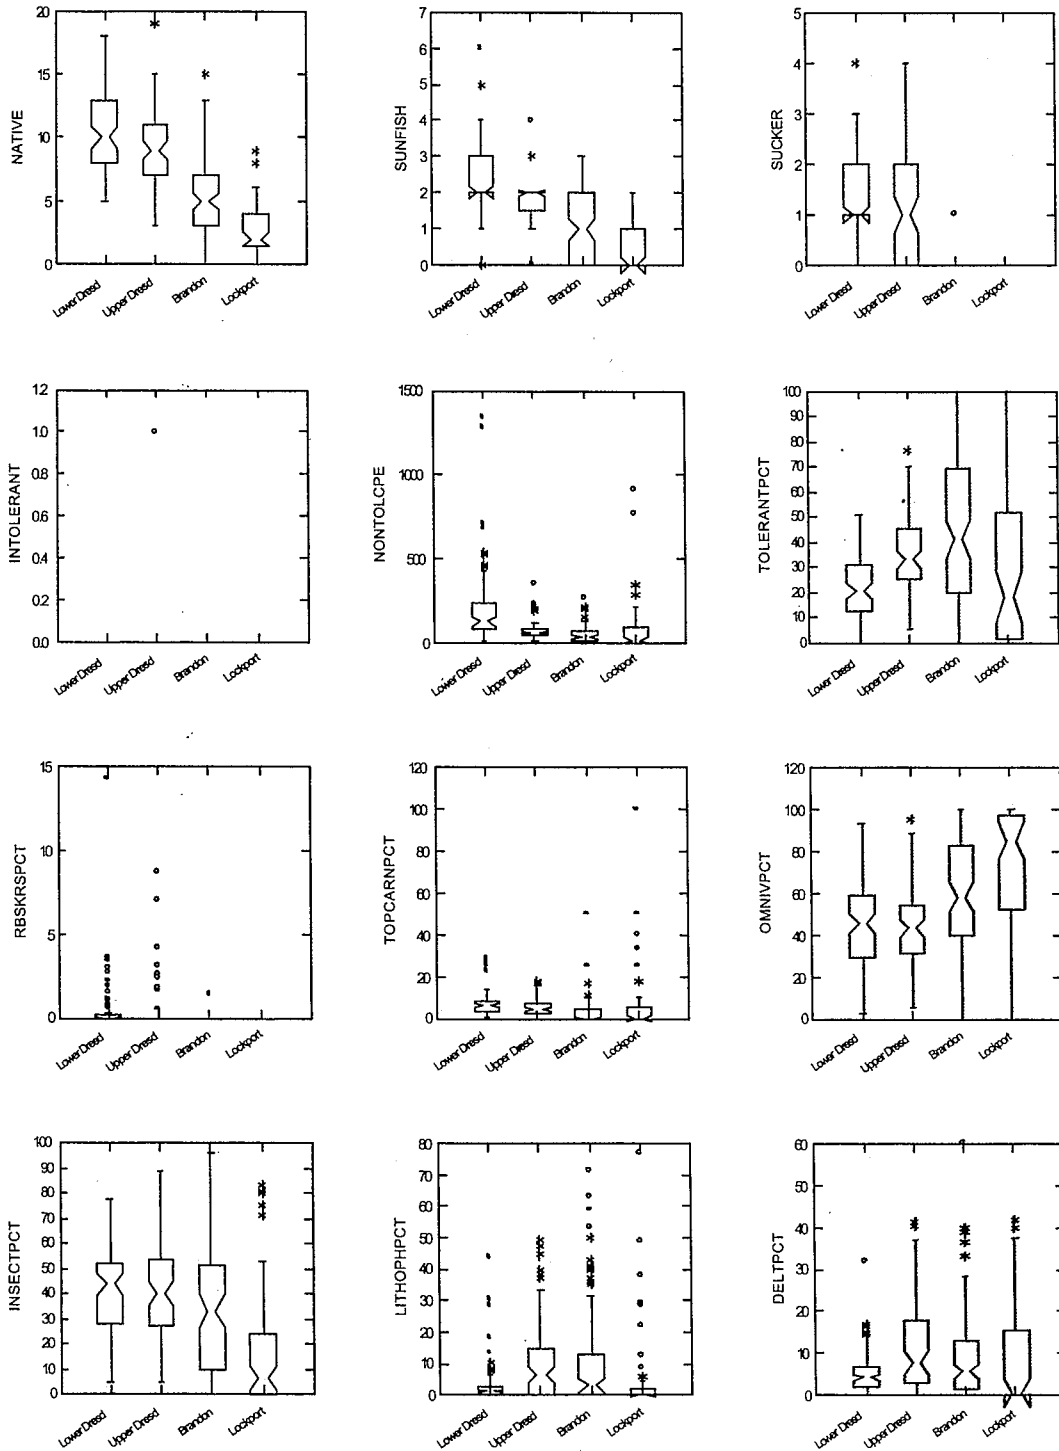 NATIVE
20
15
10
5
0
Lower Dresd
Upper Dresd
Brandon
Lockport
SUNFISH
7
6
5
4
3
2
1
0
Lower Dresd
Upper Dresd
Brandon
Lockport
SUCKER
5
4
3
2
1
0
Lower Dresd
Upper Dresd
Brandon
Lockport
INTOLERANT
1.2
1.0
0.8
0.6
0.4
0.2
0.0
Lower Dresd
Upper Dresd
Brandon
Lockport
NONTOLCPE
1500
1000
500
0
Lower Dresd
Upper Dresd
Brandon
Lockport
TOLERANTPCT
100
90
80
70
60
50
40
30
20
10
0
Lower Dresd
Upper Dresd
Brandon
Lockport
RBSKRSPCT
15
10
5
0
Lower Dresd
Upper Dresd
Brandon
Lockport
TOPCARNPCT
120
100
80
60
40
20
0
Lower Dresd
Upper Dresd
Brandon
Lockport
OMNIVPCT
120
100
80
60
40
20
0
Lower Dresd
Upper Dresd
Brandon
Lockport
INSECTPCT
100
90
80
70
60
50
40
30
20
10
0
Lower Dresd
Upper Dresd
Brandon
Lockport
LITHOPHPCT
80
70
60
50
40
30
20
10
0
Lower Dresd
Upper Dresd
Brandon
Lockport
DELTPCT
60
50
40
30
20
10
0
Lower Dresd
Upper Dresd
Brandon
Lockport